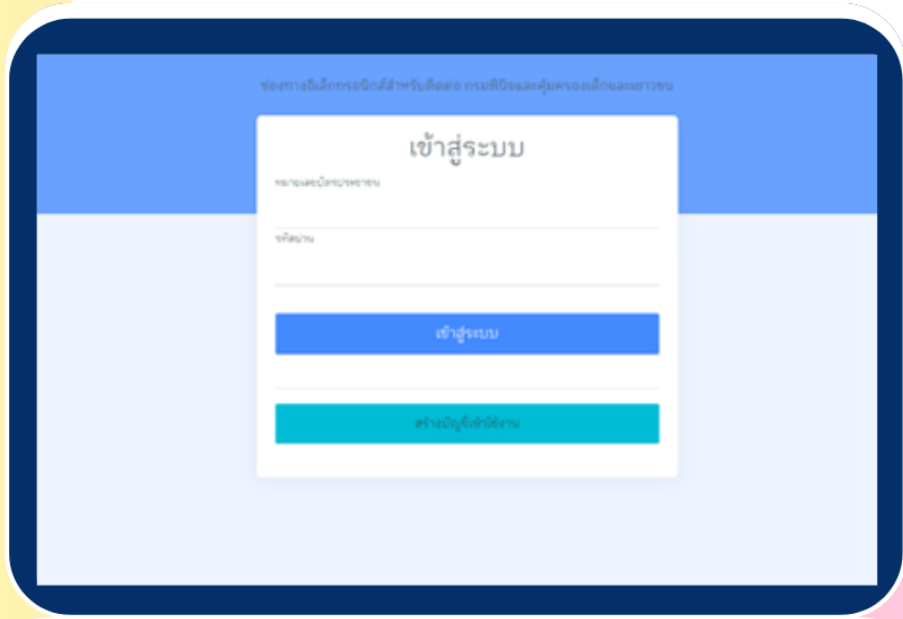 ช่องทางอิเล็กทรอนิกส์สำหรับติดต่อ กรมพินิจและคุ้มครองเด็กและเยาวชน
เข้าสู่ระบบ
หมายเลขบัตรประชาชน
รหัสผ่าน
เข้าสู่ระบบ
สร้างบัญชีเข้าใช้งาน